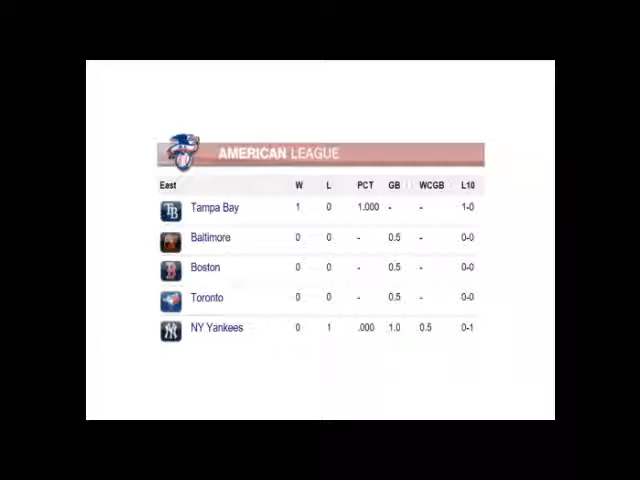 AMERICAN LEAGUE
East W L PCT GB WCGB L10
TB Tampa Bay 1 0 1.000 - - 1-0
Baltimore 0 0 - 0.5 - 0-0
B Boston 0 0 - 0.5 - 0-0
Toronto 0 0 - 0.5 - 0-0
NY NY Yankees 0 1 .000 1.0 0.5 0-1